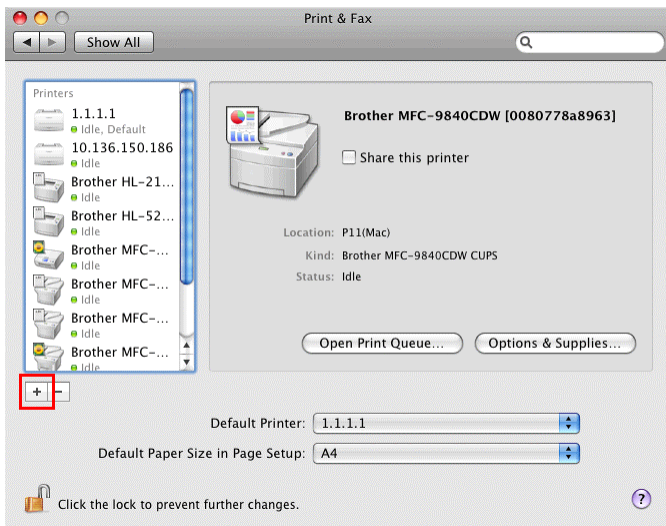 Print & Fax
Show All
Printers
1.1.1.1
Idle, Default
10.136.150.186
Idle
Brother HL-21...
Idle
Brother HL-52...
Idle
Brother MFC-...
Idle
Brother MFC-...
Idle
Brother MFC-...
Idle
Brother MFC-...
Idle
Brother MFC-9840CDW [0080778a8963]
Share this printer
Location: P11(Mac)
Kind: Brother MFC-9840CDW CUPS
Status: Idle
Open Print Queue... Options & Supplies...
+ −
Default Printer: 1.1.1.1
Default Paper Size in Page Setup: A4
Click the lock to prevent further changes.
?